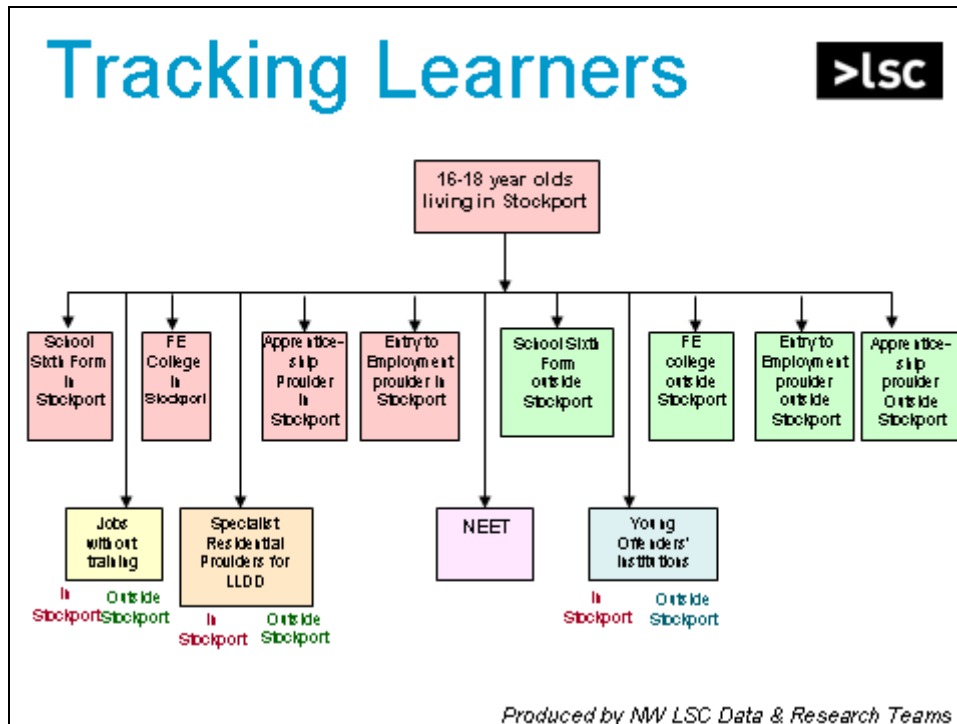 Tracking Learners
>lsc
16-18 year olds
living in Stockport
School
Sixth Form
In
Stockport
FE
College
In
Stockport
Apprentice-
ship
Provider
In
Stockport
Entry to
Employment
provider in
Stockport
School Sixth
Form
outside
Stockport
FE
college
outside
Stockport
Entry to
Employment
provider
outside
Stockport
Apprentice-
ship
provider
Outside
Stockport
Jobs
without
training
In
Stockport
Outside
Stockport
Specialist
Residential
Providers for
LLDD
In
Stockport
Outside
Stockport
NEET
Young
Offenders'
Institutions
In
Stockport
Outside
Stockport
Produced by NW LSC Data & Research Teams